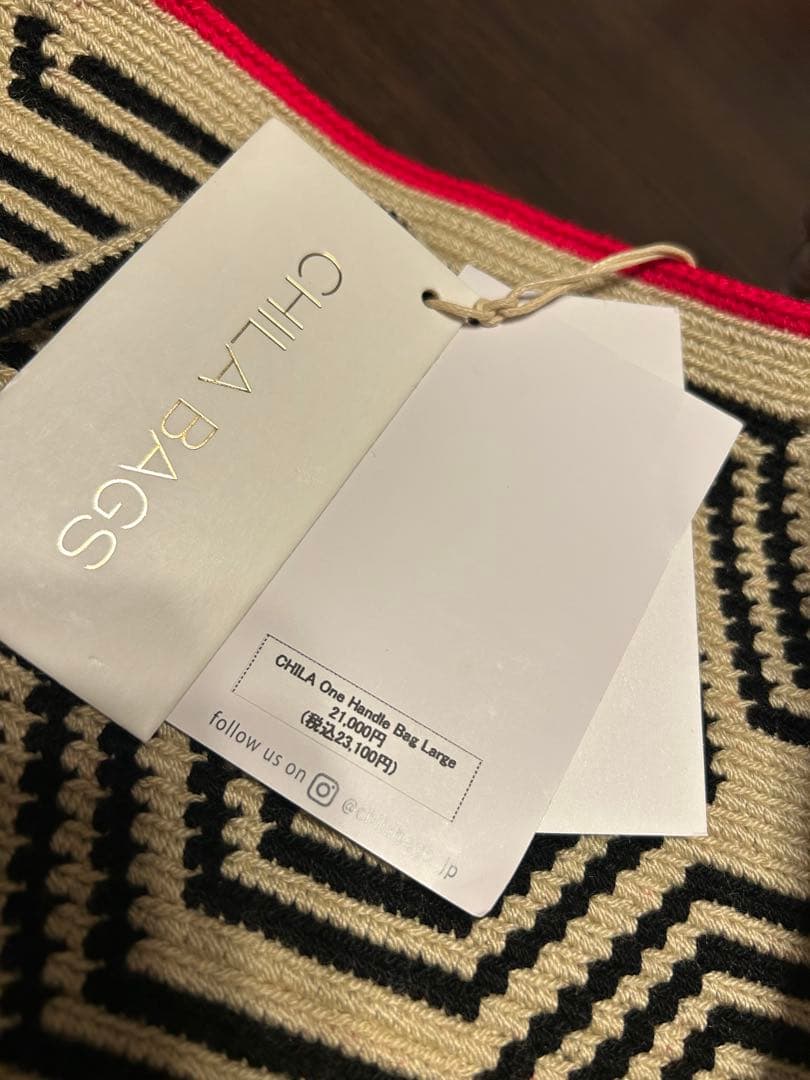 CHILA BAGS
CHILA One Handle Bag Large
21,000円
(税込23,100円)
follow us on